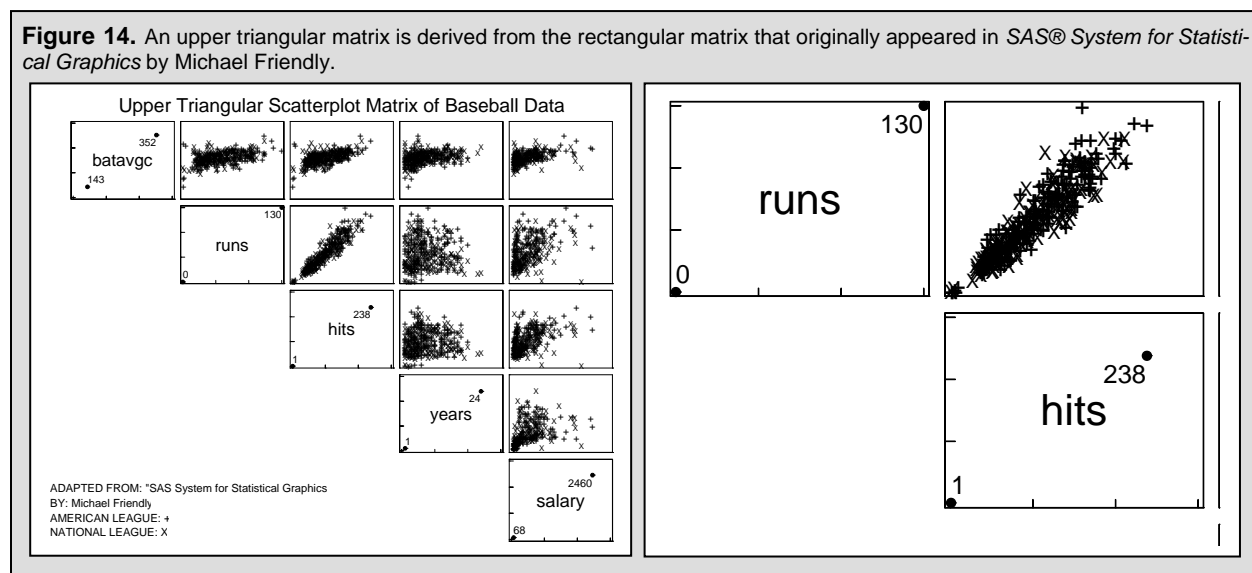 Figure 14. An upper triangular matrix is derived from the rectangular matrix that originally appeared in SAS® System for Statisti-
cal Graphics by Michael Friendly.
Upper Triangular Scatterplot Matrix of Baseball Data
352
batavgc
143
130
runs
0
238
hits
1
24
years
1
2460
salary
68
ADAPTED FROM: "SAS System for Statistical Graphics
BY: Michael Friendly
AMERICAN LEAGUE: +
NATIONAL LEAGUE: X
130
runs
0
238
hits
1